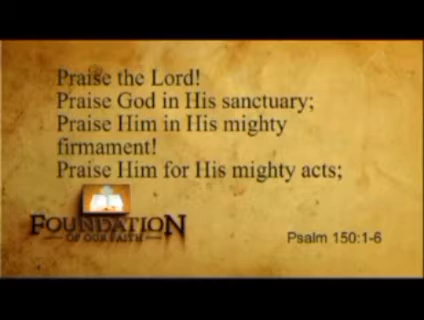 Praise the Lord!
Praise God in His sanctuary;
Praise Him in His mighty
firmament!
Praise Him for His mighty acts;
FOUNDATION
OF OUR FAITH
Psalm 150:1-6